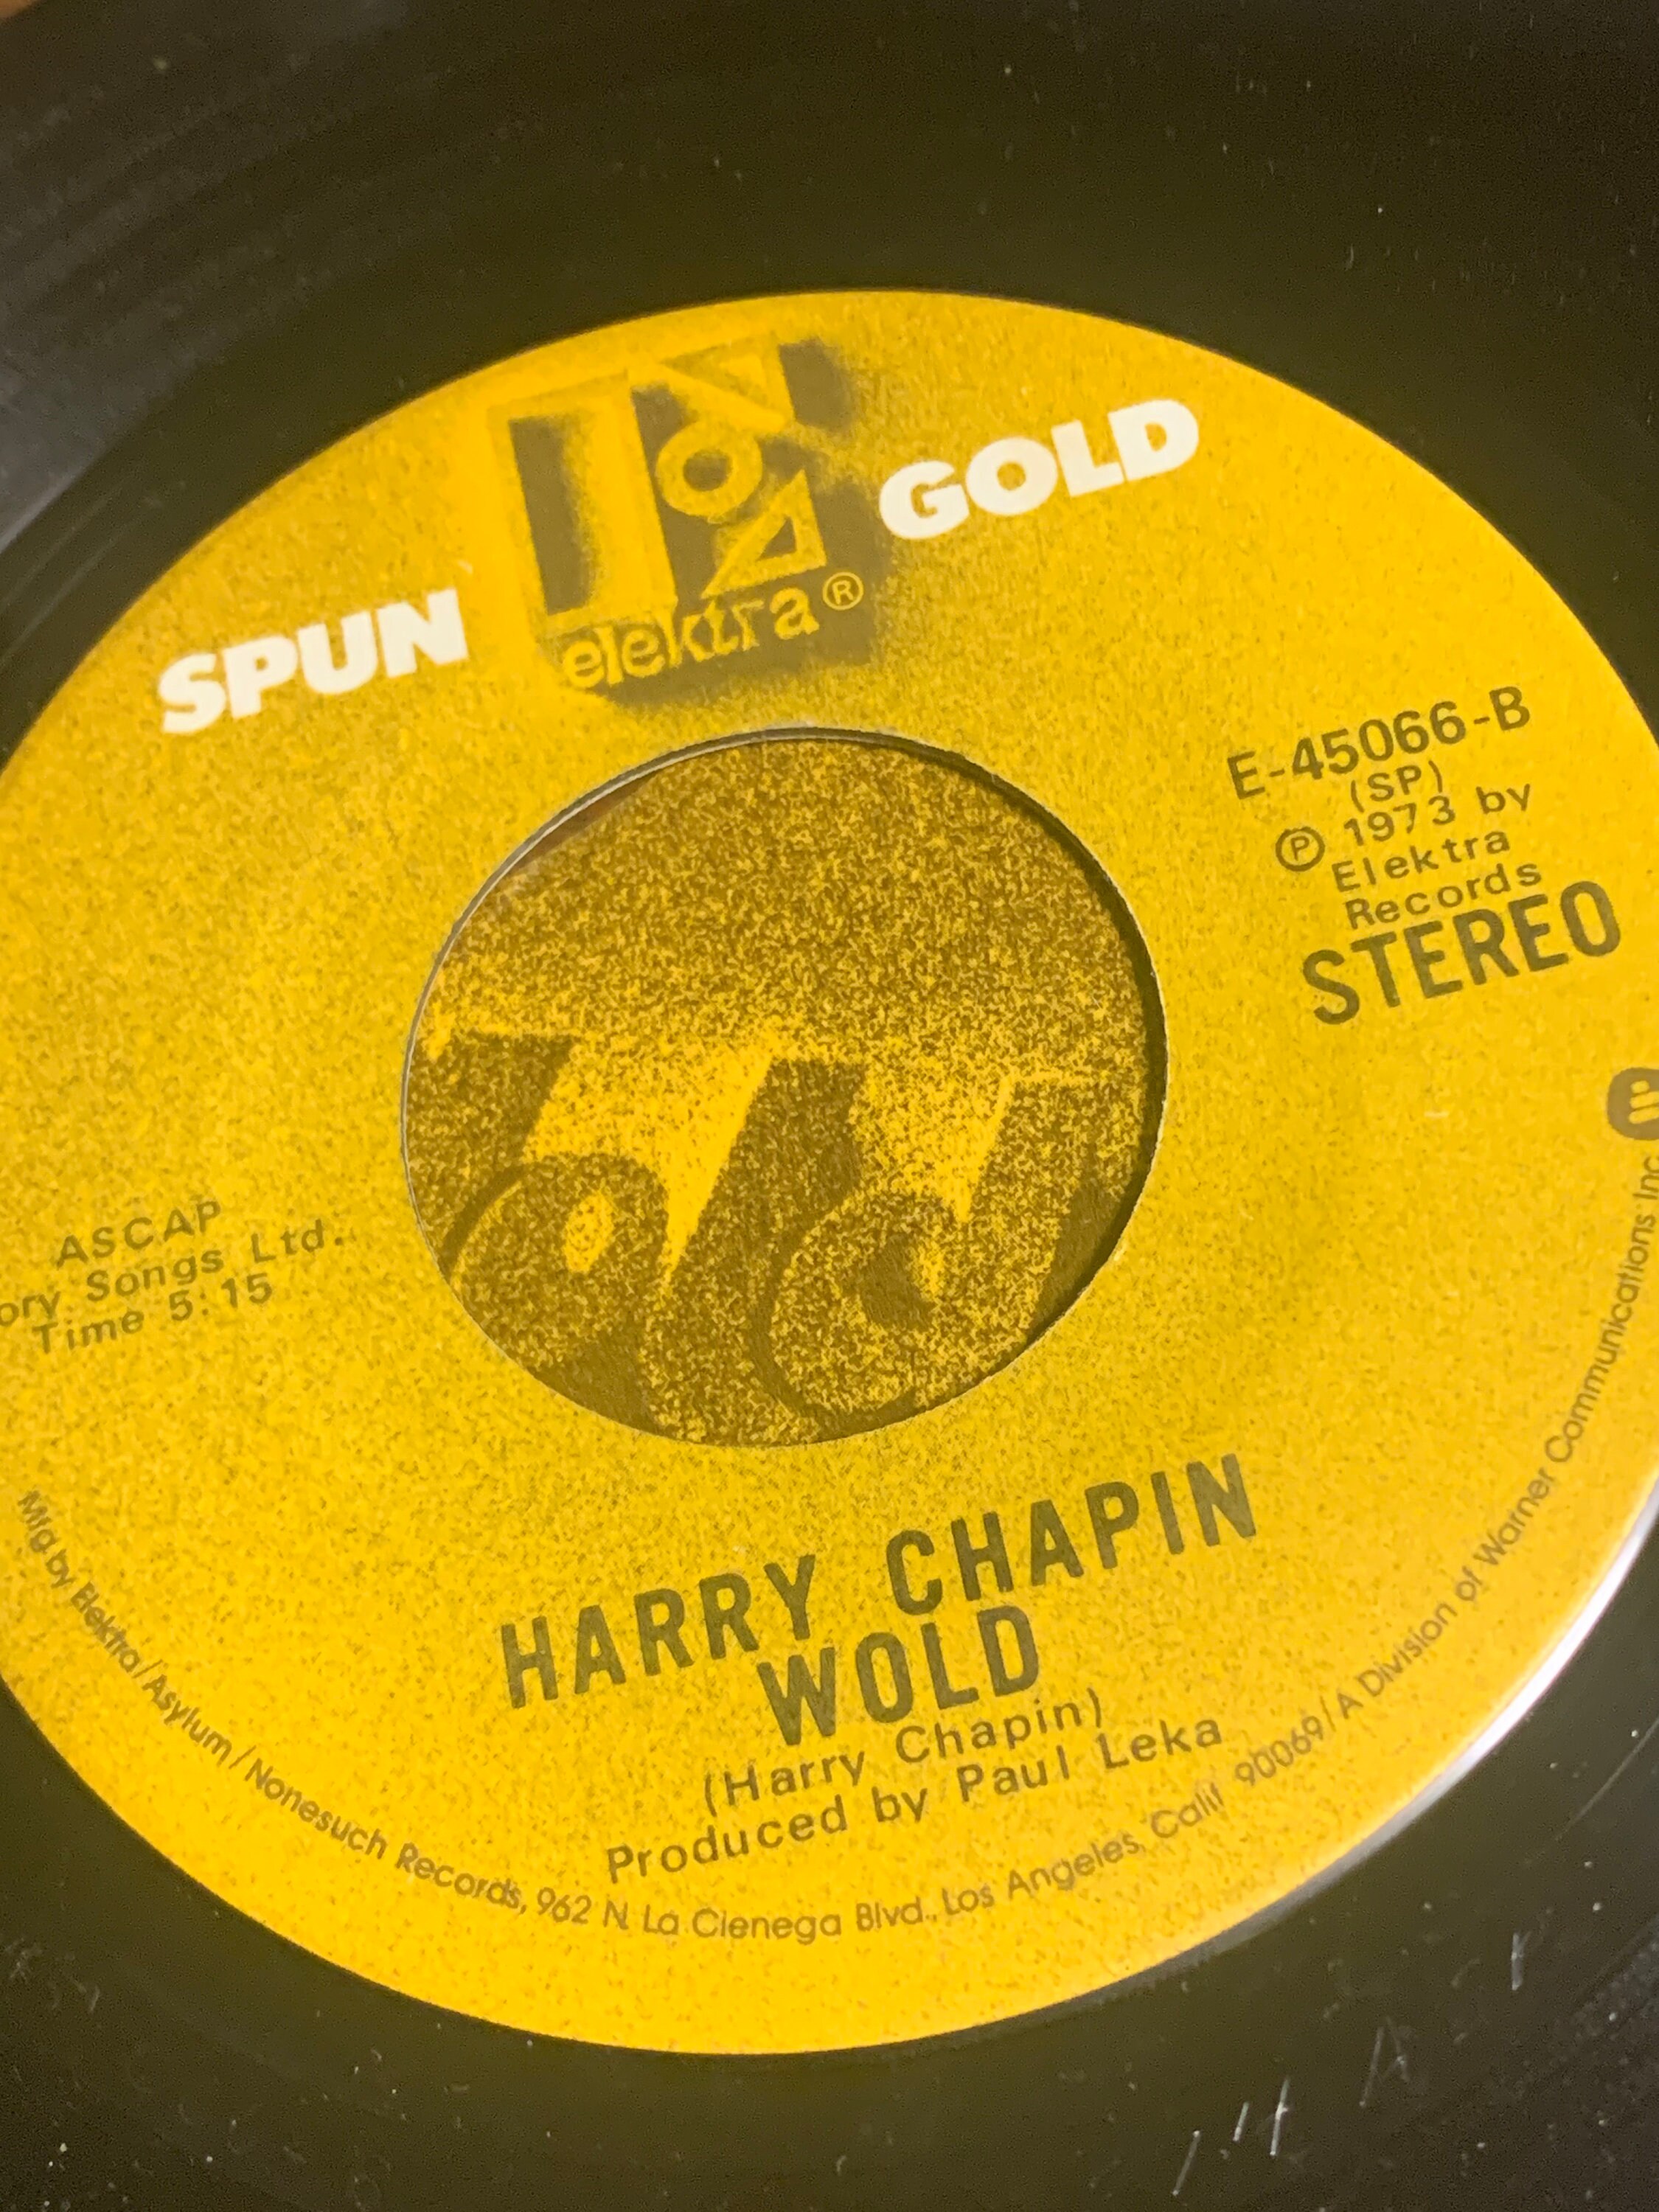 SPUN
GOLD
elektra®
E-45066-B
(SP)
℗ 1973 by
Elektra
Records
STEREO
ASCAP
Songs Ltd.
Time 5:15
HARRY CHAPIN
WOLD
(Harry Chapin)
Produced by Paul Leka
Mfg. by Elektra/Asylum/Nonesuch Records, 962 N. La Cienega Blvd., Los Angeles, Calif 90069/A Division of Warner Communications Inc